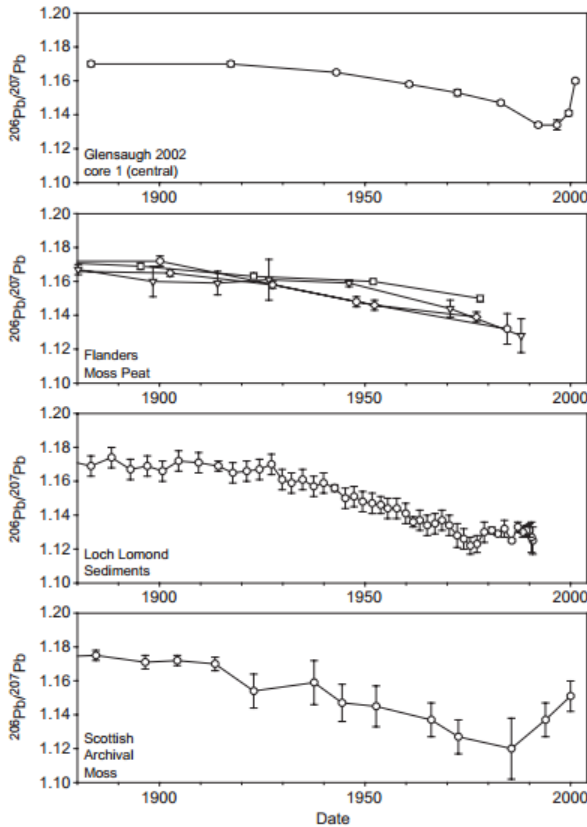 1.20
1.18
1.16
1.14
1.12
1.10
206Pb/207Pb
Glensaugh 2002
core 1 (central)
1900
1950
2000
1.20
1.18
1.16
1.14
1.12
1.10
206Pb/207Pb
Flanders
Moss Peat
1900
1950
2000
1.20
1.18
1.16
1.14
1.12
1.10
206Pb/207Pb
Loch Lomond
Sediments
1900
1950
2000
1.20
1.18
1.16
1.14
1.12
1.10
206Pb/207Pb
Scottish
Archival
Moss
1900
1950
2000
Date